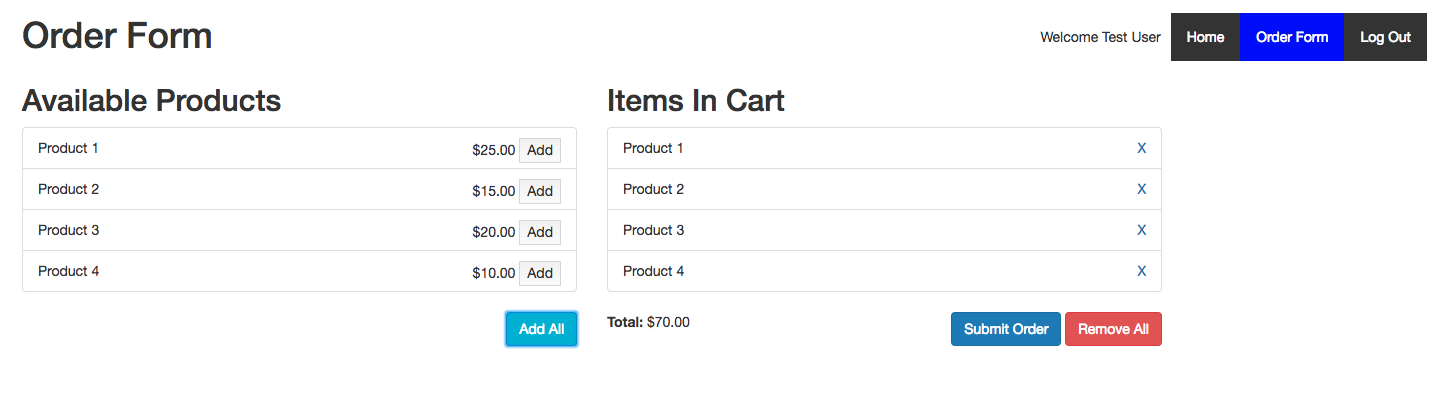 Order Form
Welcome Test User Home Order Form Log Out
Available Products
Product 1 $25.00 Add
Product 2 $15.00 Add
Product 3 $20.00 Add
Product 4 $10.00 Add
Add All
Items In Cart
Product 1 X
Product 2 X
Product 3 X
Product 4 X
Total: $70.00 Submit Order Remove All